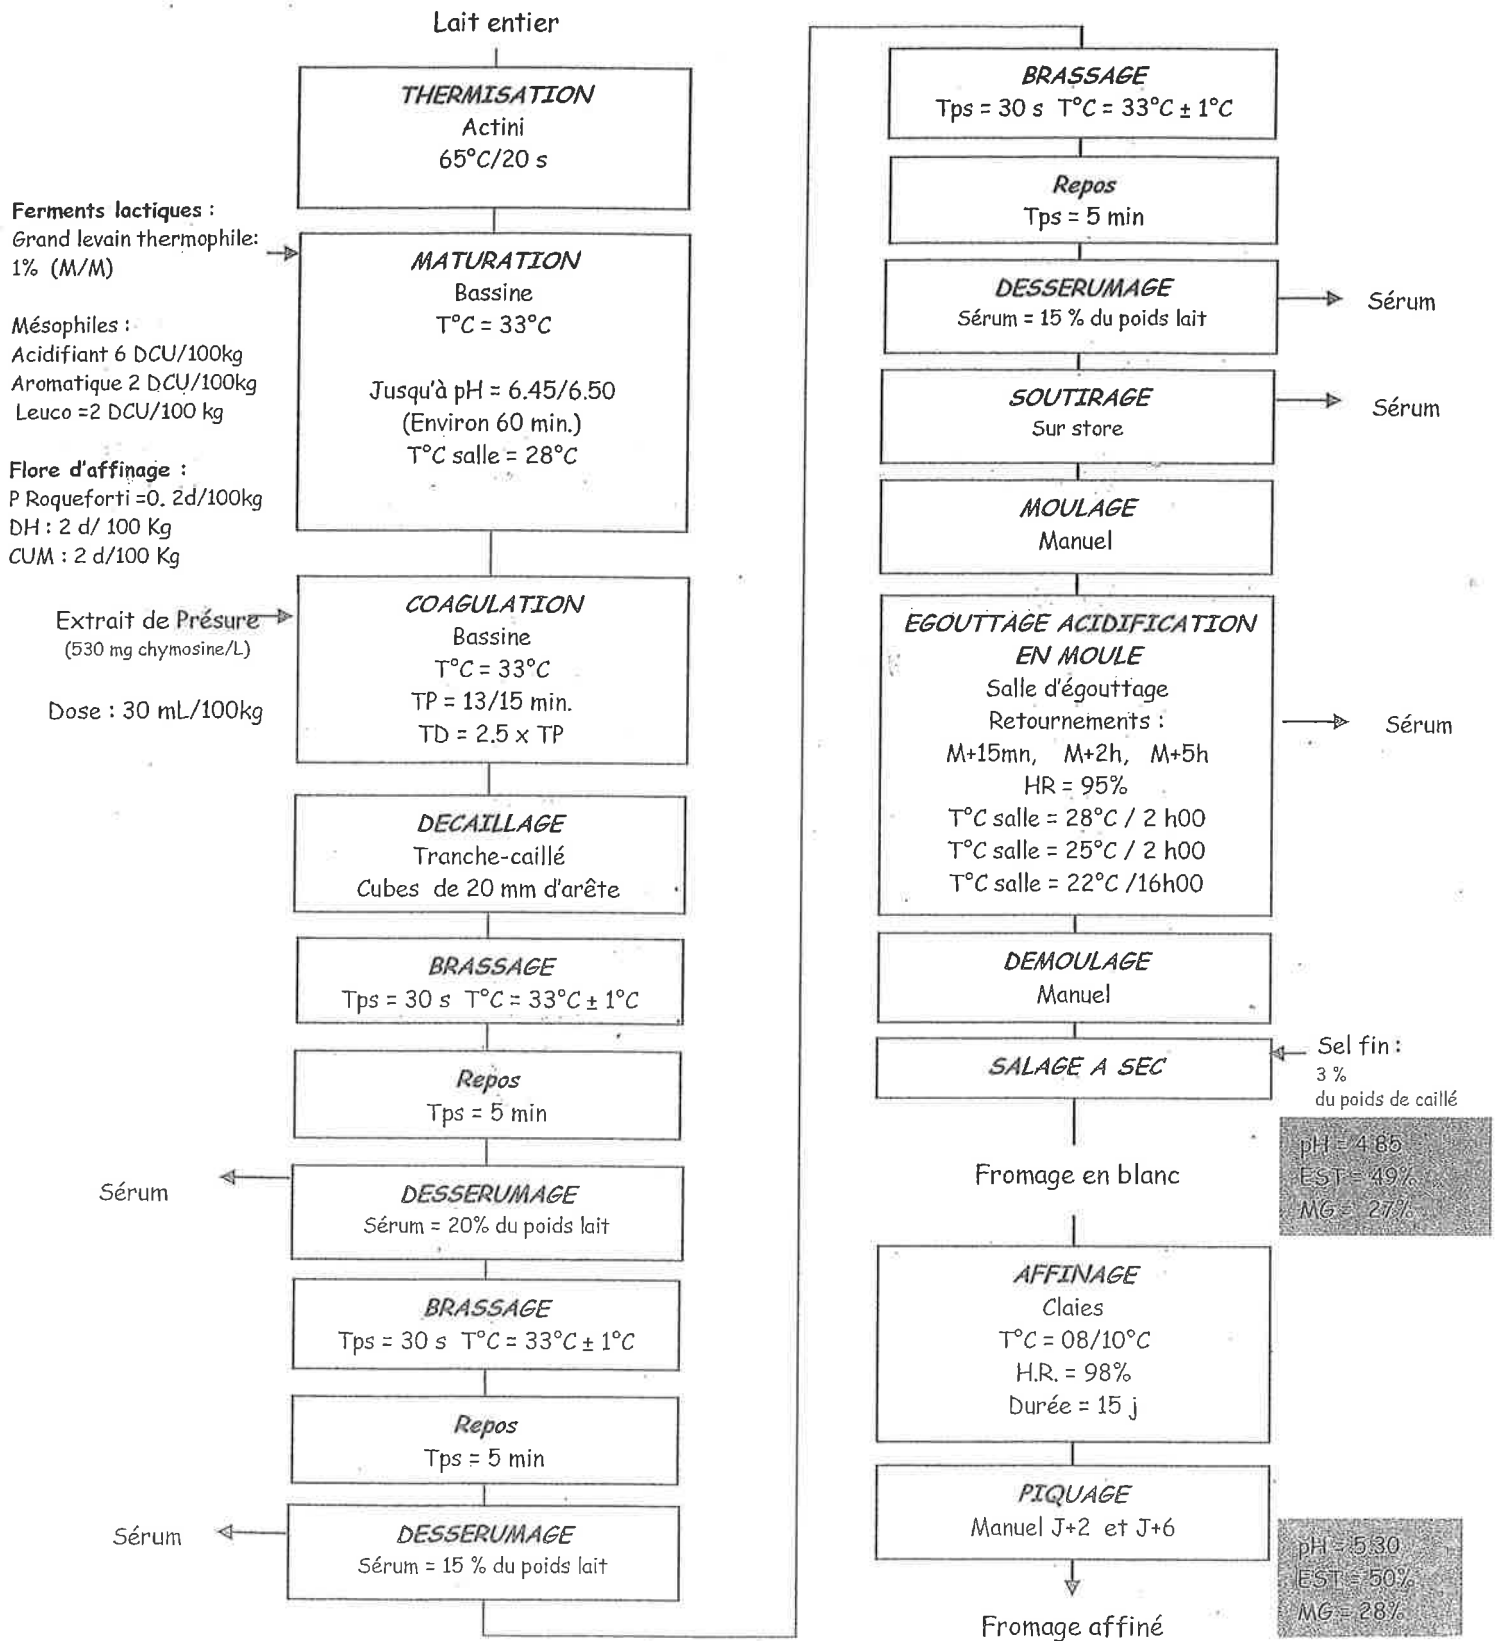 Lait entier
THERMISATION
Actini
65°C/20 s
Ferments lactiques :
Grand levain thermophile:
1% (M/M)
Mésophiles :
Acidifiant 6 DCU/100kg
Aromatique 2 DCU/100kg
Leuco =2 DCU/100 kg
Flore d'affinage :
P Roqueforti =0. 2d/100kg
DH : 2 d/ 100 Kg
CUM : 2 d/100 Kg
MATURATION
Bassine
T°C = 33°C
Jusqu'à pH = 6.45/6.50
(Environ 60 min.)
T°C salle = 28°C
Extrait de Présure
(530 mg chymosine/L)
Dose : 30 mL/100kg
COAGULATION
Bassine
T°C = 33°C
TP = 13/15 min.
TD = 2.5 x TP
DECAILLAGE
Tranche-caillé
Cubes de 20 mm d'arête
BRASSAGE
Tps = 30 s T°C = 33°C ± 1°C
Repos
Tps = 5 min
Sérum
DESSERUMAGE
Sérum = 20% du poids lait
BRASSAGE
Tps = 30 s T°C = 33°C ± 1°C
Repos
Tps = 5 min
Sérum
DESSERUMAGE
Sérum = 15 % du poids lait
BRASSAGE
Tps = 30 s T°C = 33°C ± 1°C
Repos
Tps = 5 min
DESSERUMAGE
Sérum = 15 % du poids lait
Sérum
SOUTIRAGE
Sur store
Sérum
MOULAGE
Manuel
EGOUTTAGE ACIDIFICATION
EN MOULE
Salle d'égouttage
Retournements :
M+15mn, M+2h, M+5h
HR = 95%
T°C salle = 28°C / 2 h00
T°C salle = 25°C / 2 h00
T°C salle = 22°C /16h00
Sérum
DEMOULAGE
Manuel
SALAGE A SEC
Sel fin :
3 %
du poids de caillé
Fromage en blanc
pH = 4.85
EST = 49%
MG = 27%
AFFINAGE
Claies
T°C = 08/10°C
H.R. = 98%
Durée = 15 j
PIQUAGE
Manuel J+2 et J+6
pH = 5.30
EST = 50%
MG = 28%
Fromage affiné